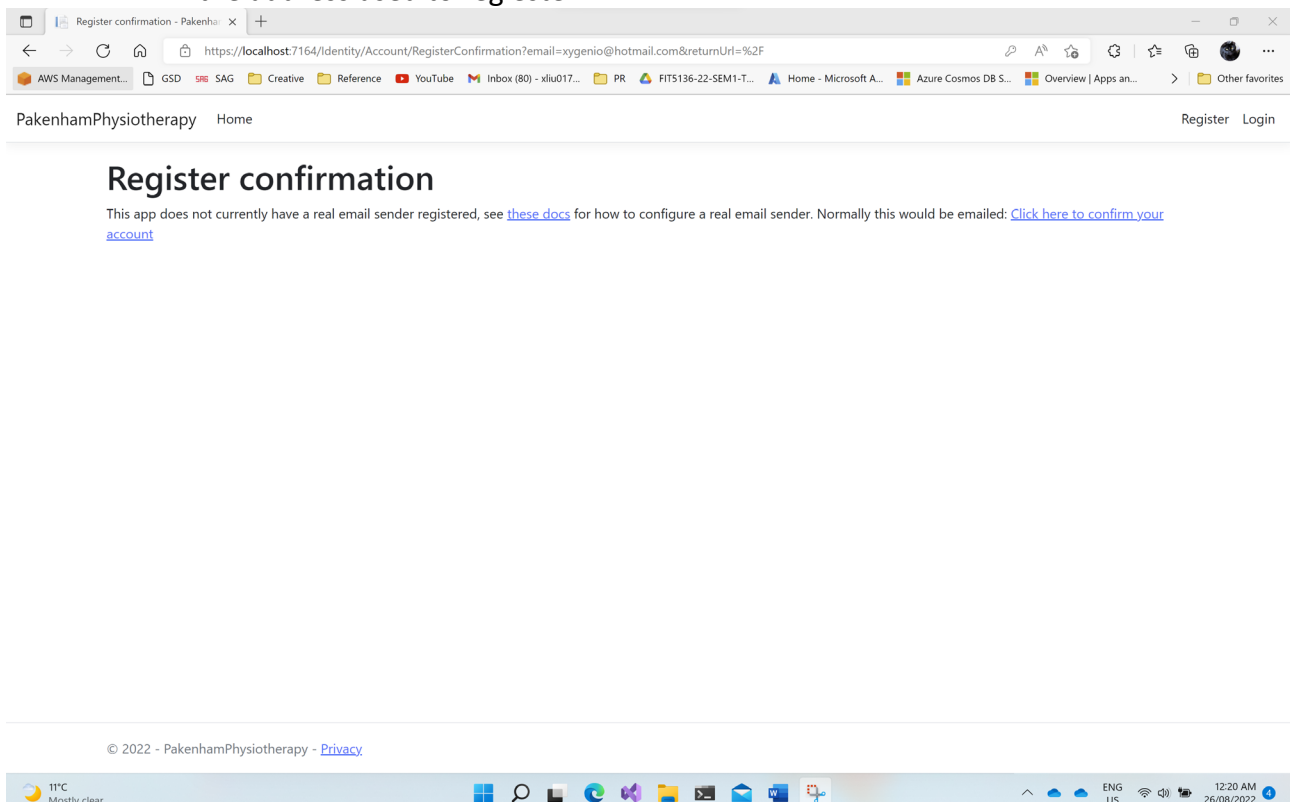 Register confirmation - Pakenha
https://localhost:7164/Identity/Account/RegisterConfirmation?email=xygenio@hotmail.com&returnUrl=%2F
AWS Management... GSD SAG SAG Creative Reference YouTube Inbox (80) - xliu017... PR FIT5136-22-SEM1-T... Home - Microsoft A... Azure Cosmos DB S... Overview | Apps an... Other favorites
PakenhamPhysiotherapy Home Register Login
Register confirmation
This app does not currently have a real email sender registered, see these docs for how to configure a real email sender. Normally this would be emailed: Click here to confirm your
account
© 2022 - PakenhamPhysiotherapy - Privacy
11°C ENG 12:20 AM 4
Mostly clear US 26/08/2022